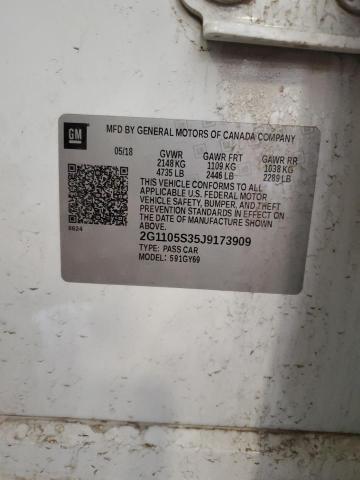 GM
MFD BY GENERAL MOTORS OF CANADA COMPANY
05/18 GVWR GAWR FRT GAWR RR
2148 KG 1109 KG 1038 KG
4735 LB 2446 LB 2289 LB
THIS VEHICLE CONFORMS TO ALL
APPLICABLE U.S. FEDERAL MOTOR
VEHICLE SAFETY, BUMPER, AND THEFT
PREVENTION STANDARDS IN EFFECT ON
THE DATE OF MANUFACTURE SHOWN
ABOVE.
6624
2G1105S35J9173909
TYPE: PASS CAR
MODEL: S91GY69